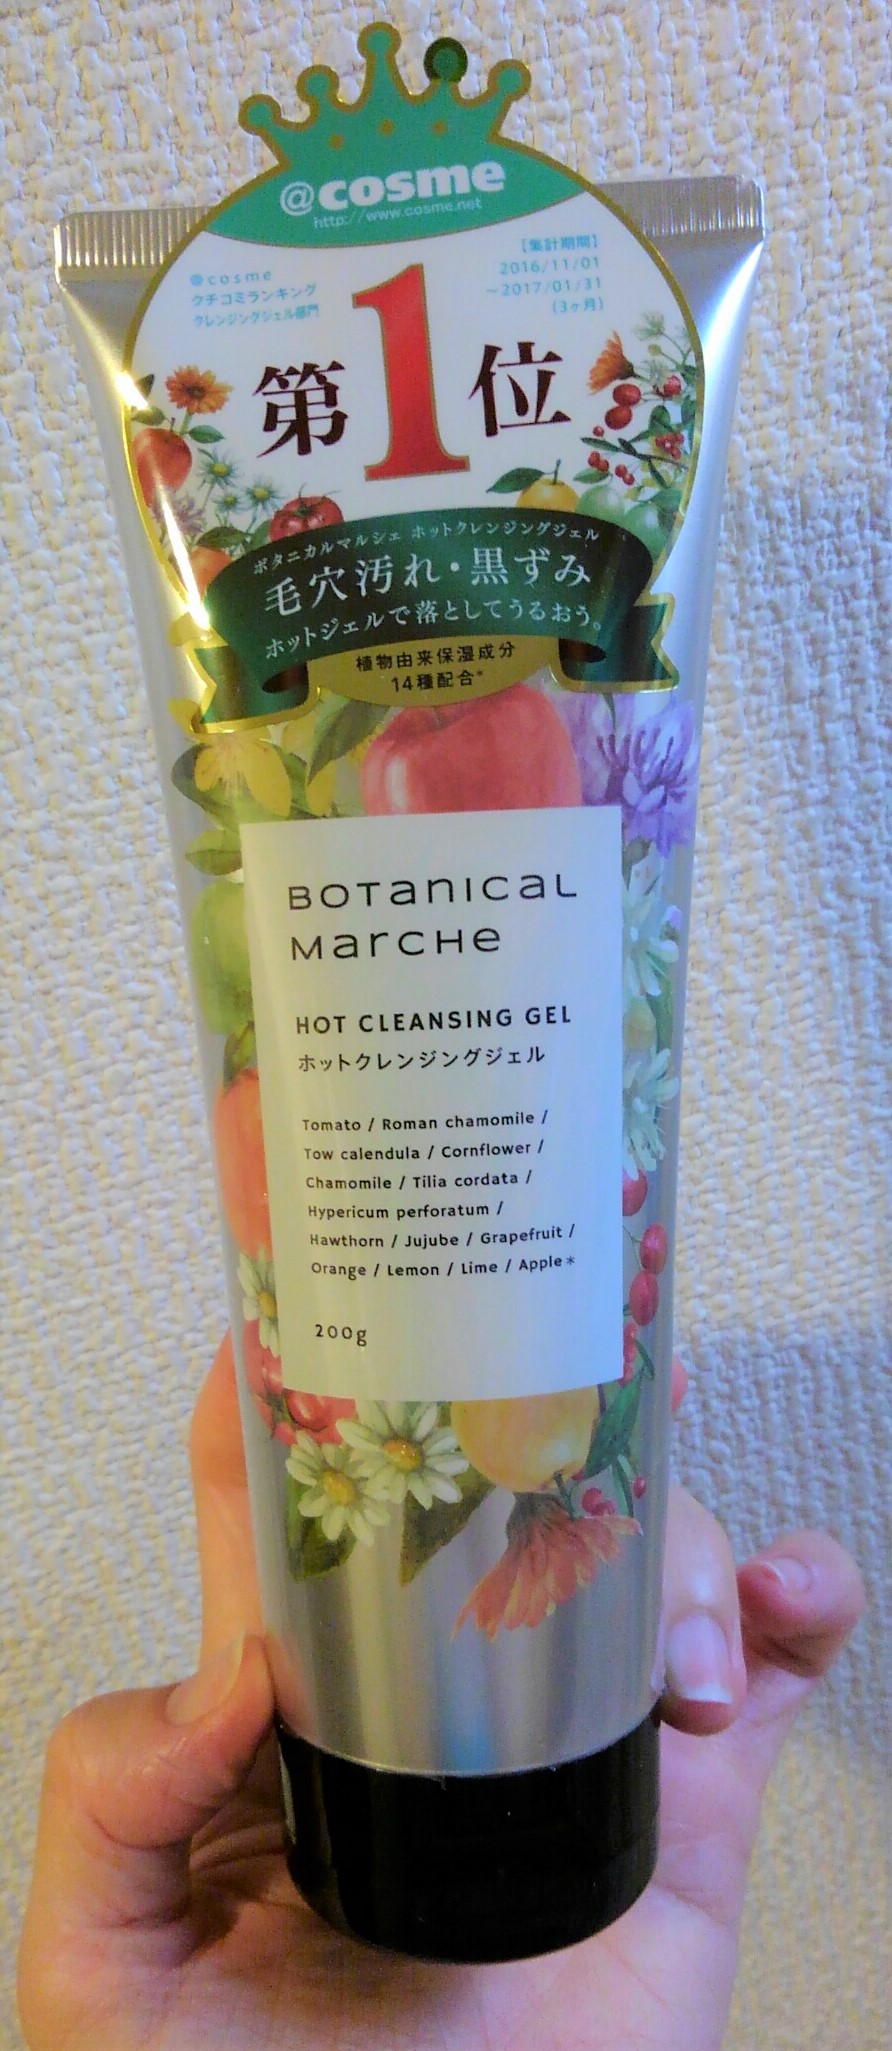 @cosme
http://www.cosme.net
@cosme
クチコミランキング
クレンジングジェル部門
【集計期間】
2016/11/01
~2017/01/31
(3ヶ月)
第1位
ボタニカルマルシェ ホットクレンジングジェル
毛穴汚れ・黒ずみ
ホットジェルで落としてうるおう。
植物由来保湿成分
14種配合*
BOTANICAL
MARCHE
HOT CLEANSING GEL
ホットクレンジングジェル
Tomato / Roman chamomile /
Tow calendula / Cornflower /
Chamomile / Tilia cordata /
Hypericum perforatum /
Hawthorn / Jujube / Grapefruit /
Orange / Lemon / Lime / Apple*
200g